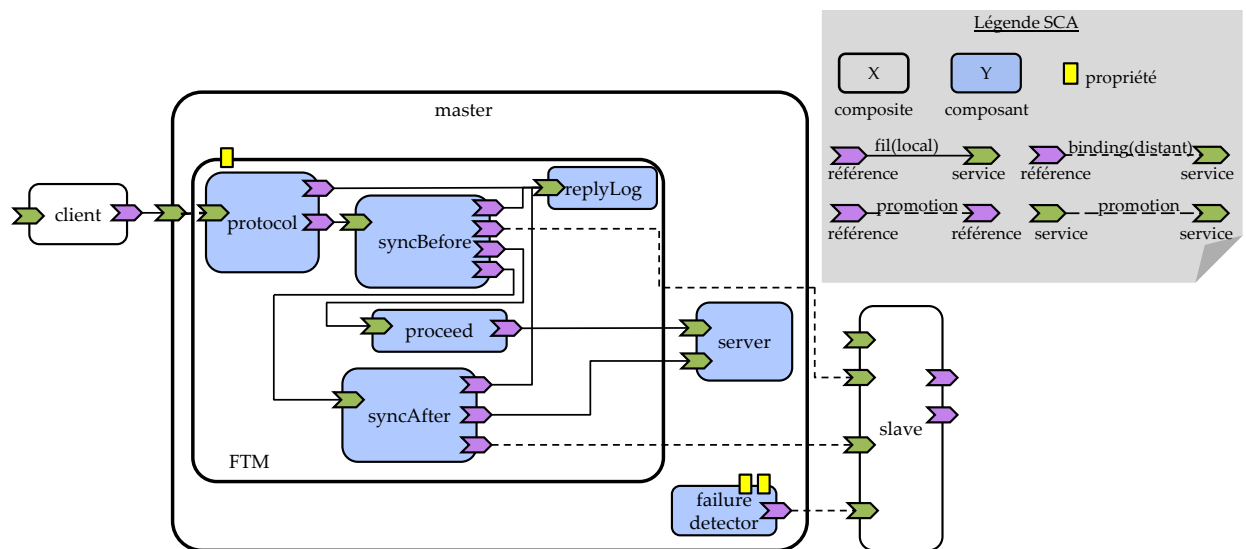 Légende SCA
X
Y
propriété
composite
composant
fil(local)
binding(distant)
référence
service
référence
service
promotion
promotion
référence
référence
service
service
master
client
protocol
replyLog
syncBefore
proceed
server
syncAfter
slave
FTM
failure
detector